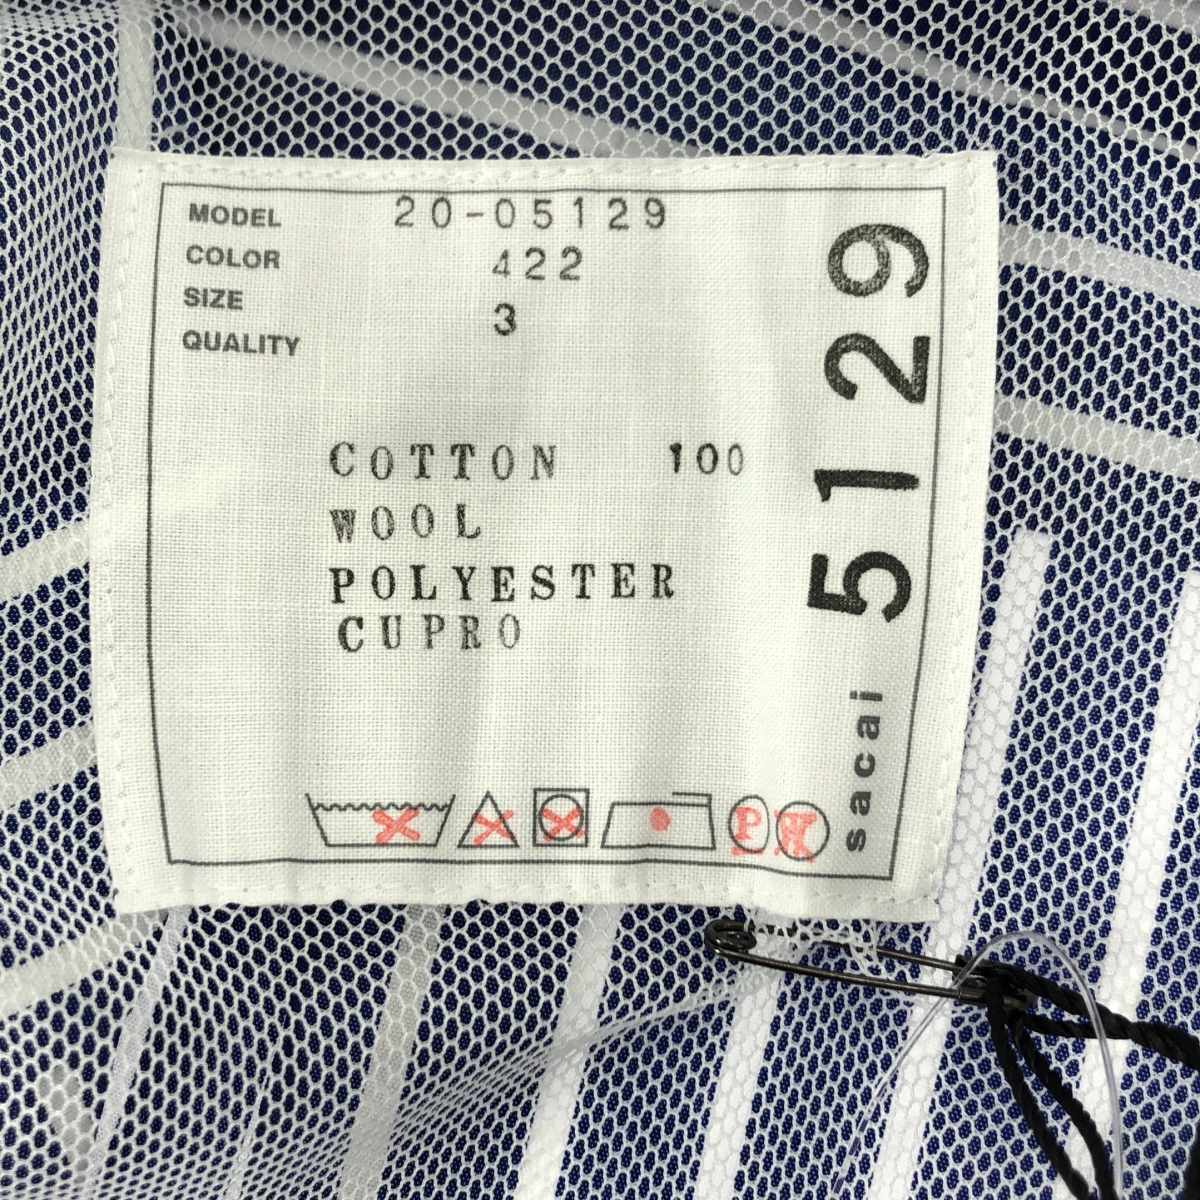 MODEL 20-05129
COLOR 422
SIZE 3
QUALITY
COTTON 100
WOOL
POLYESTER
CUPRO
P W
sacai 5129